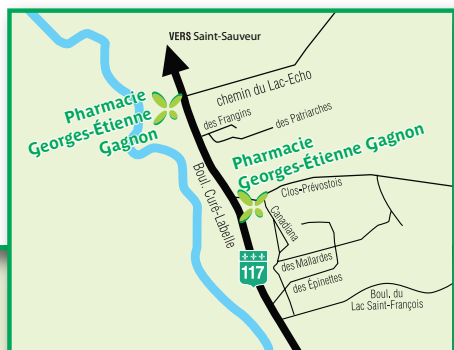 VERS Saint-Sauveur
chemin du Lac-Echo
Pharmacie
Georges-Étienne
Gagnon
des Frangins
des Patriarches
Pharmacie
Georges-Étienne Gagnon
Boul. Curé-Labelle
Clos-Prévostois
Canadiana
117
des Mallardes
des Épinettes
Boul. du
Lac Saint-François